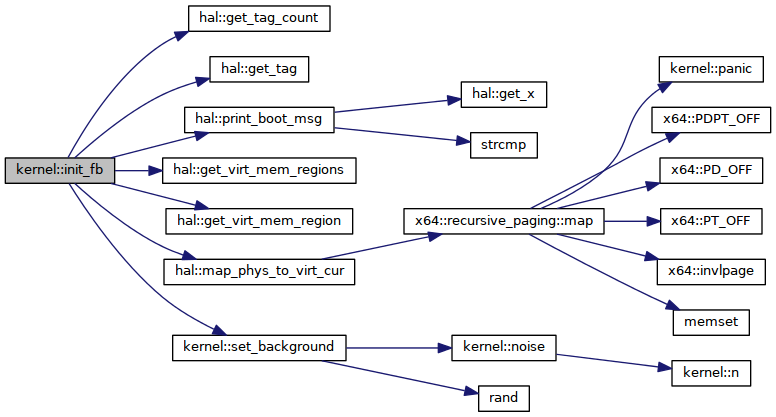 hal::get_tag_count
hal::get_tag
kernel::panic
hal::get_x
hal::print_boot_msg
x64::PDPT_OFF
strcmp
kernel::init_fb
hal::get_virt_mem_regions
x64::PD_OFF
hal::get_virt_mem_region
x64::recursive_paging::map
x64::PT_OFF
hal::map_phys_to_virt_cur
x64::invlpage
memset
kernel::set_background
kernel::noise
kernel::n
rand